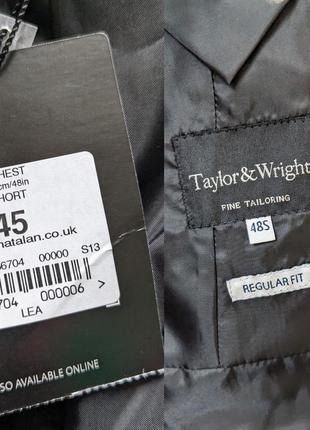 HEST
cm/48in
HORT
45
natalan.co.uk
6704 00000 S13
704 000006 >
LEA
SO AVAILABLE ONLINE
Taylor&Wright
FINE TAILORING
48S
REGULAR FIT